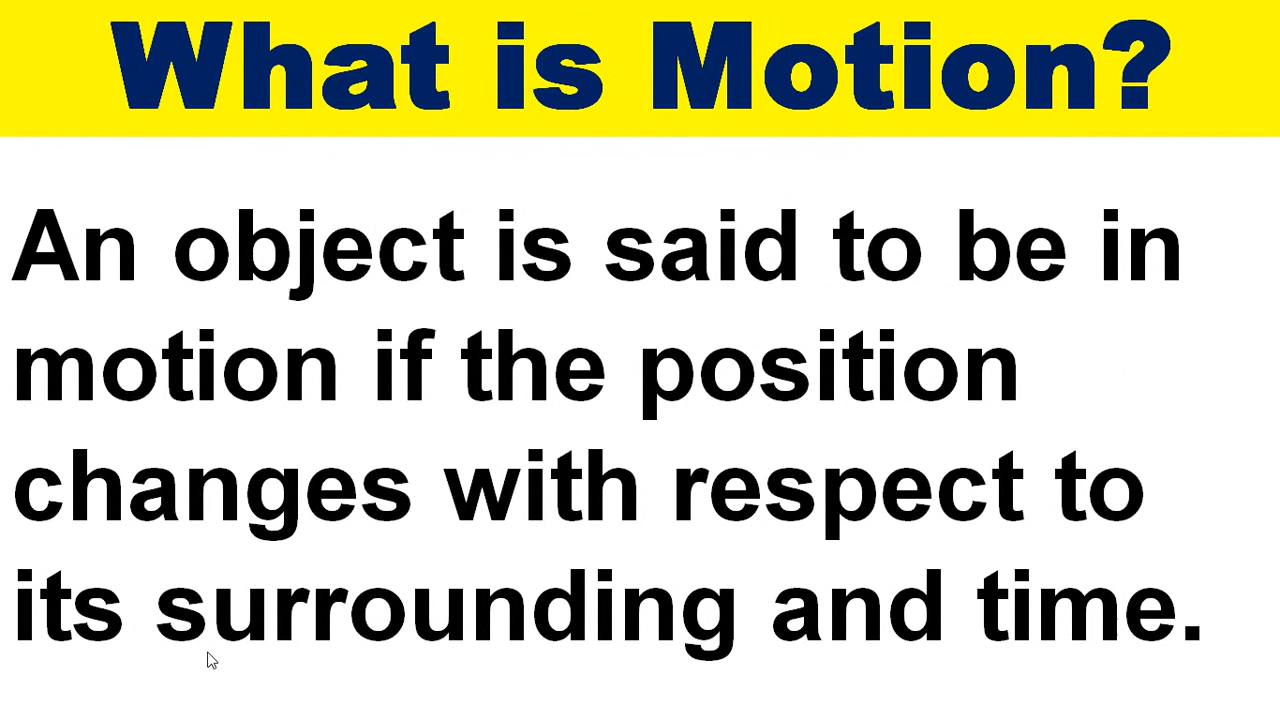 What is Motion?
An object is said to be in
motion if the position
changes with respect to
its surrounding and time.